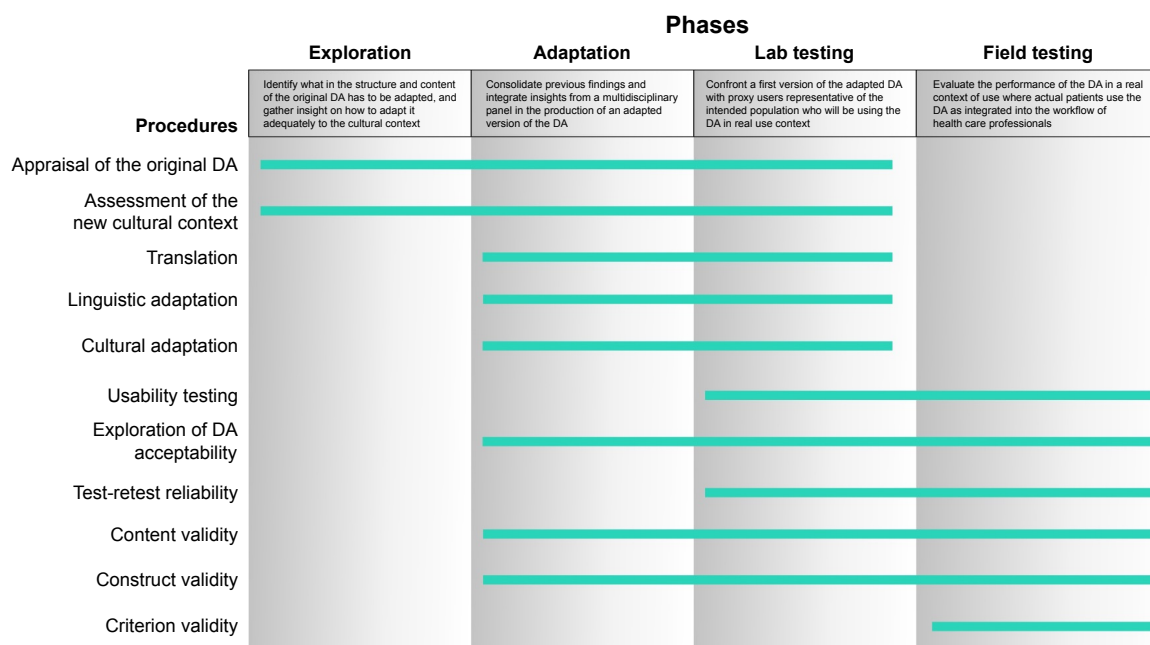 Phases
Exploration
Adaptation
Lab testing
Field testing
Procedures
Identify what in the structure and content
of the original DA has to be adapted, and
gather insight on how to adapt it
adequately to the cultural context
Consolidate previous findings and
integrate insights from a multidisciplinary
panel in the production of an adapted
version of the DA
Confront a first version of the adapted DA
with proxy users representative of the
intended population who will be using the
DA in real use context
Evaluate the performance of the DA in a real
context of use where actual patients use the
DA as integrated into the workflow of
health care professionals
Appraisal of the original DA
Assessment of the
new cultural context
Translation
Linguistic adaptation
Cultural adaptation
Usability testing
Exploration of DA
acceptability
Test-retest reliability
Content validity
Construct validity
Criterion validity